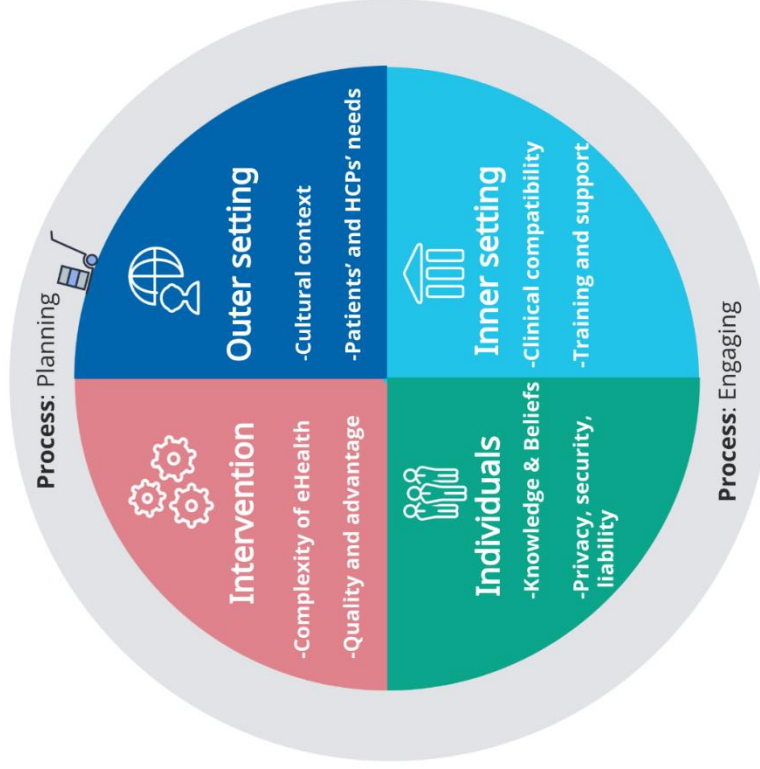 Process: Planning
Intervention
-Complexity of eHealth
-Quality and advantage
Outer setting
-Cultural context
-Patients' and HCPs' needs
Individuals
-Knowledge & Beliefs
-Privacy, security,
liability
Inner setting
-Clinical compatibility
-Training and support
Process: Engaging